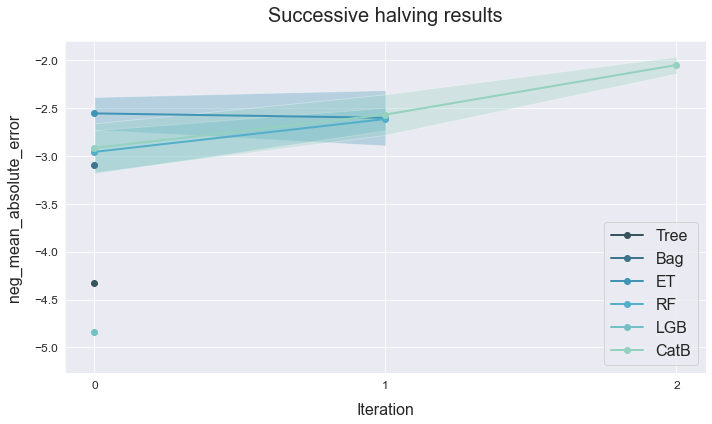 Successive halving results
neg_mean_absolute_error
−2.0
−2.5
−3.0
−3.5
−4.0
−4.5
−5.0
Tree
Bag
ET
RF
LGB
CatB
0
1
2
Iteration